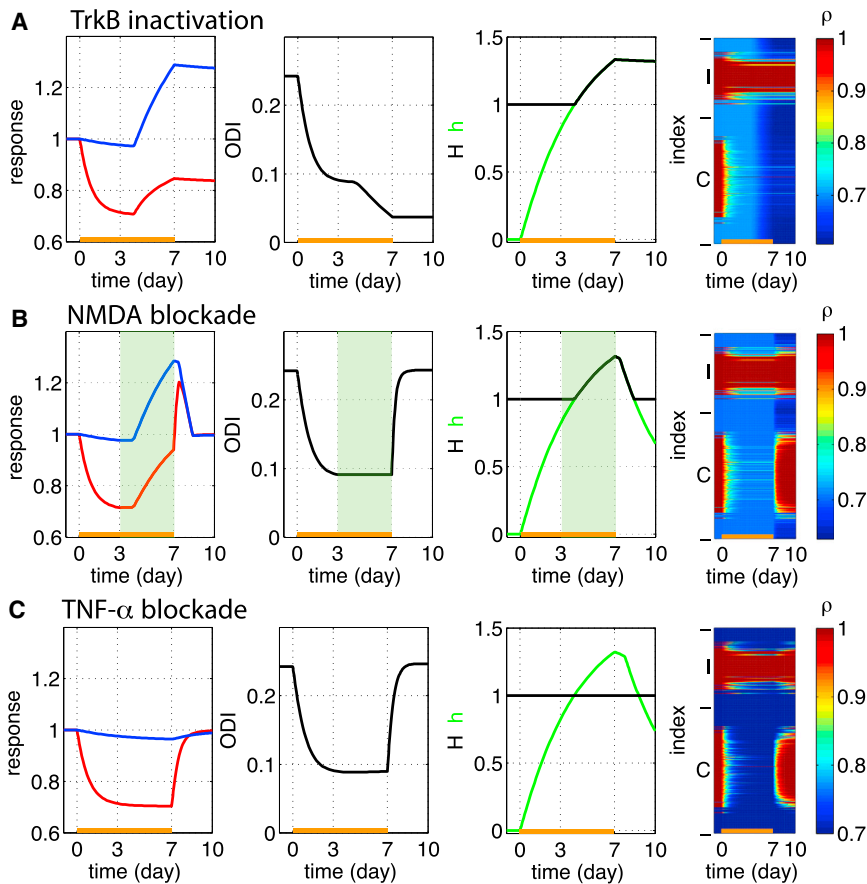 A TrkB inactivation
response
1.2
1
0.8
0.6
0 3 7 10
time (day)
ODI
0.2
0.1
0
0 3 7 10
time (day)
H h
1.5
1
0.5
0
0 3 7 10
time (day)
index
I
C
0 7 10
time (day)
ρ
1
0.9
0.8
0.7
B NMDA blockade
response
1.2
1
0.8
0.6
0 3 7 10
time (day)
ODI
0.2
0.1
0
0 3 7 10
time (day)
H h
1.5
1
0.5
0
0 3 7 10
time (day)
index
I
C
0 7 10
time (day)
ρ
1
0.9
0.8
0.7
C TNF-α blockade
response
1.2
1
0.8
0.6
0 3 7 10
time (day)
ODI
0.2
0.1
0
0 3 7 10
time (day)
H h
1.5
1
0.5
0
0 3 7 10
time (day)
index
I
C
0 7 10
time (day)
ρ
1
0.9
0.8
0.7